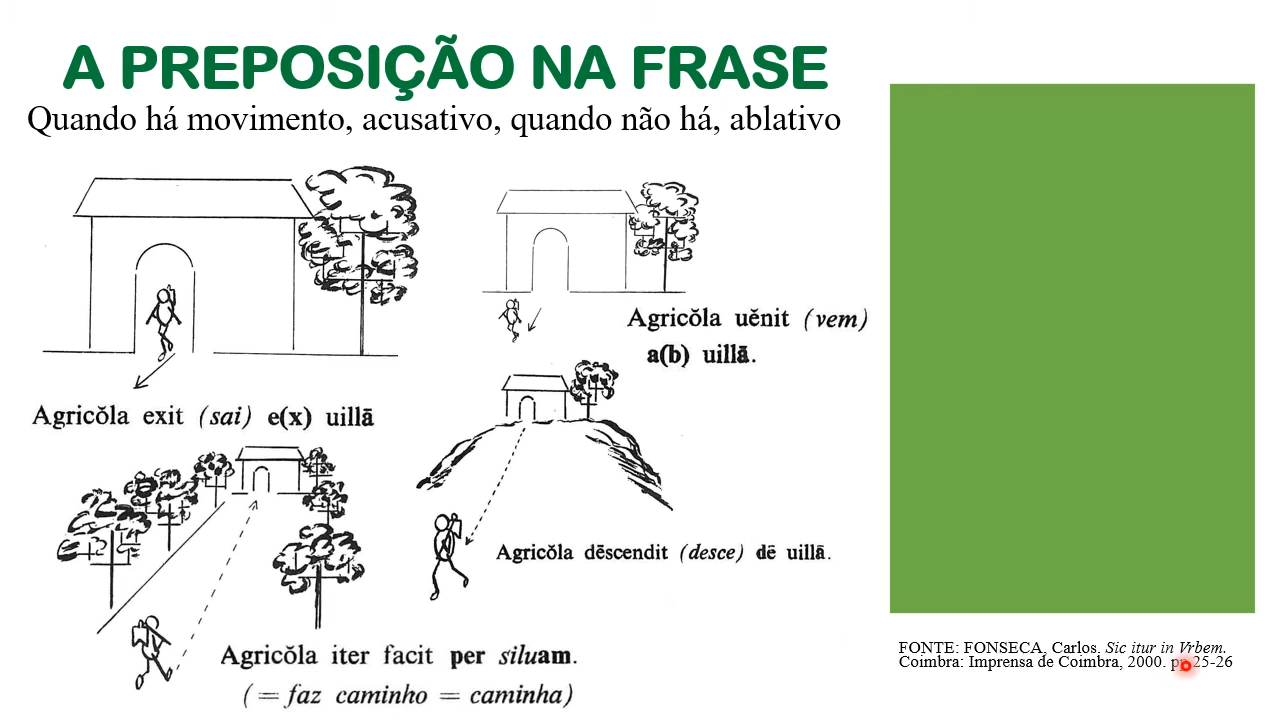 A PREPOSIÇÃO NA FRASE
Quando há movimento, acusativo, quando não há, ablativo
Agricŏla exit (sai) e(x) uillā
Agricŏla uĕnit (vem)
a(b) uillā.
Agricŏla dēscendit (desce) dē uillā.
Agricŏla iter facit per siluam.
(= faz caminho = caminha)
FONTE: FONSECA, Carlos. Sic itur in Vrbem.
Coimbra: Imprensa de Coimbra, 2000. 25-26